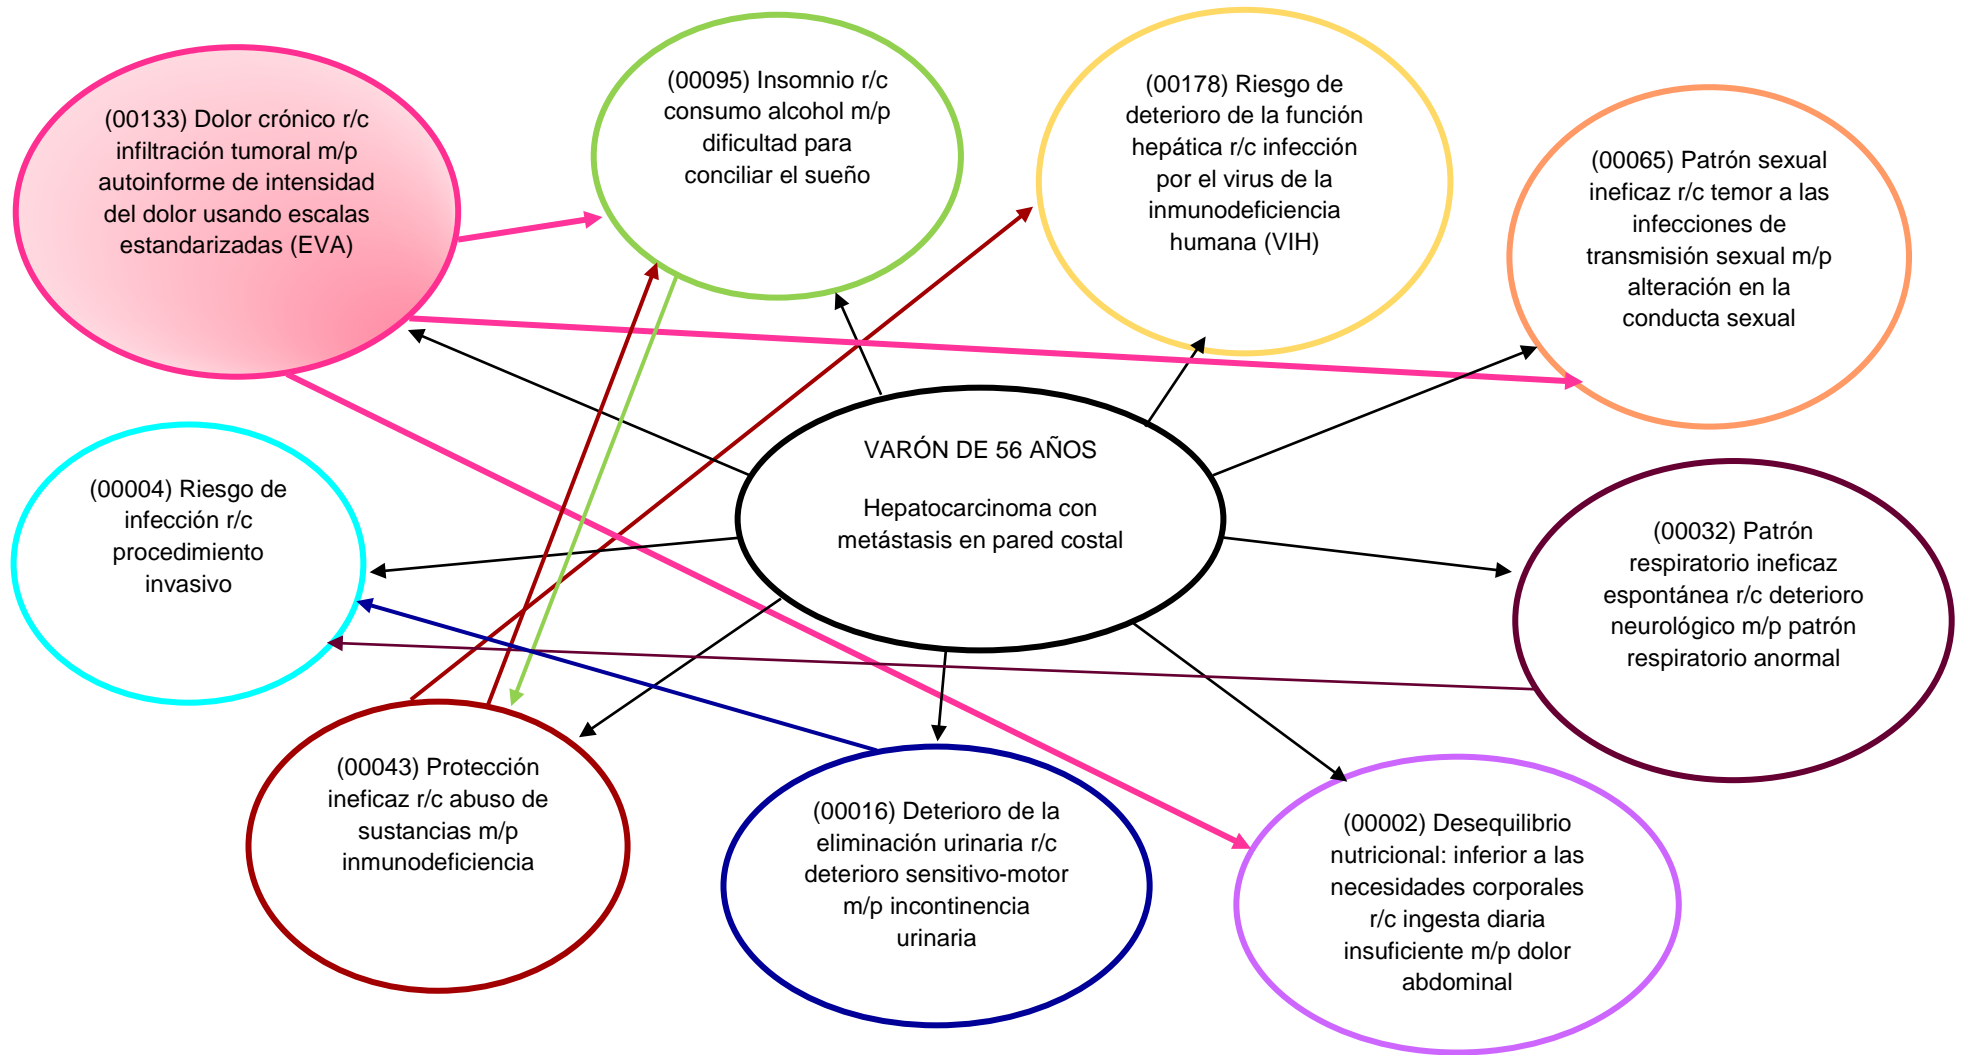 (00133) Dolor crónico r/c
infiltración tumoral m/p
autoinforme de intensidad
del dolor usando escalas
estandarizadas (EVA)
(00095) Insomnio r/c
consumo alcohol m/p
dificultad para
conciliar el sueño
(00178) Riesgo de
deterioro de la función
hepática r/c infección
por el virus de la
inmunodeficiencia
humana (VIH)
(00065) Patrón sexual
ineficaz r/c temor a las
infecciones de
transmisión sexual m/p
alteración en la
conducta sexual
VARÓN DE 56 AÑOS
Hepatocarcinoma con
metástasis en pared costal
(00004) Riesgo de
infección r/c
procedimiento
invasivo
(00032) Patrón
respiratorio ineficaz
espontánea r/c deterioro
neurológico m/p patrón
respiratorio anormal
(00043) Protección
ineficaz r/c abuso de
sustancias m/p
inmunodeficiencia
(00016) Deterioro de la
eliminación urinaria r/c
deterioro sensitivo-motor
m/p incontinencia
urinaria
(00002) Desequilibrio
nutricional: inferior a las
necesidades corporales
r/c ingesta diaria
insuficiente m/p dolor
abdominal